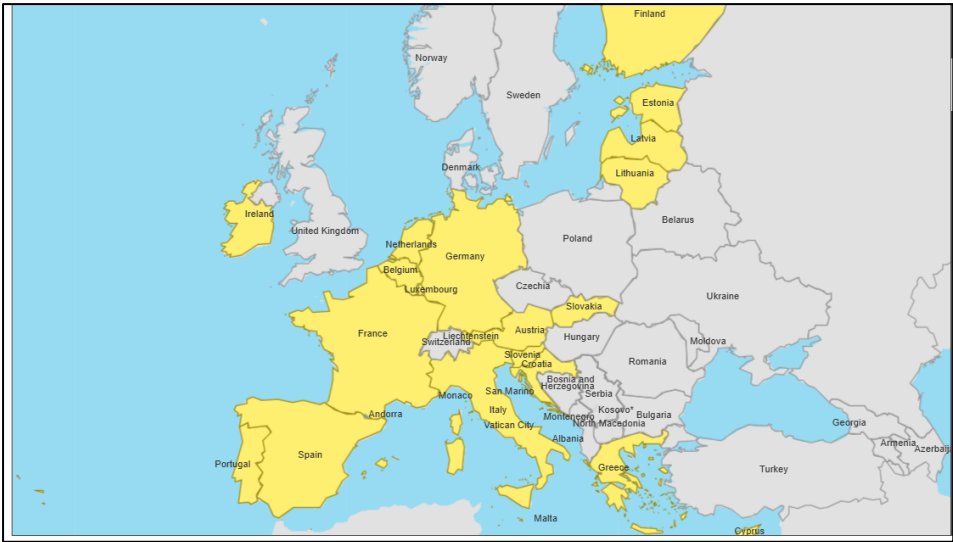 Finland
Norway
Sweden
Estonia
Latvia
Denmark
Lithuania
Ireland
Belarus
United Kingdom
Poland
Netherlands
Germany
Belgium
Czechia
Luxembourg
Ukraine
Slovakia
France
Austria
Liechtenstein
Hungary
Switzerland
Moldova
Slovenia
Romania
Croatia
Bosnia and
Herzegovina
San Marino
Monaco
Serbia
Italy
Kosovo*
Andorra
Montenegro
Bulgaria
North Macedonia
Georgia
Vatican City
Albania
Armenia
Azerbaij
Spain
Portugal
Greece
Turkey
Malta
Cyprus